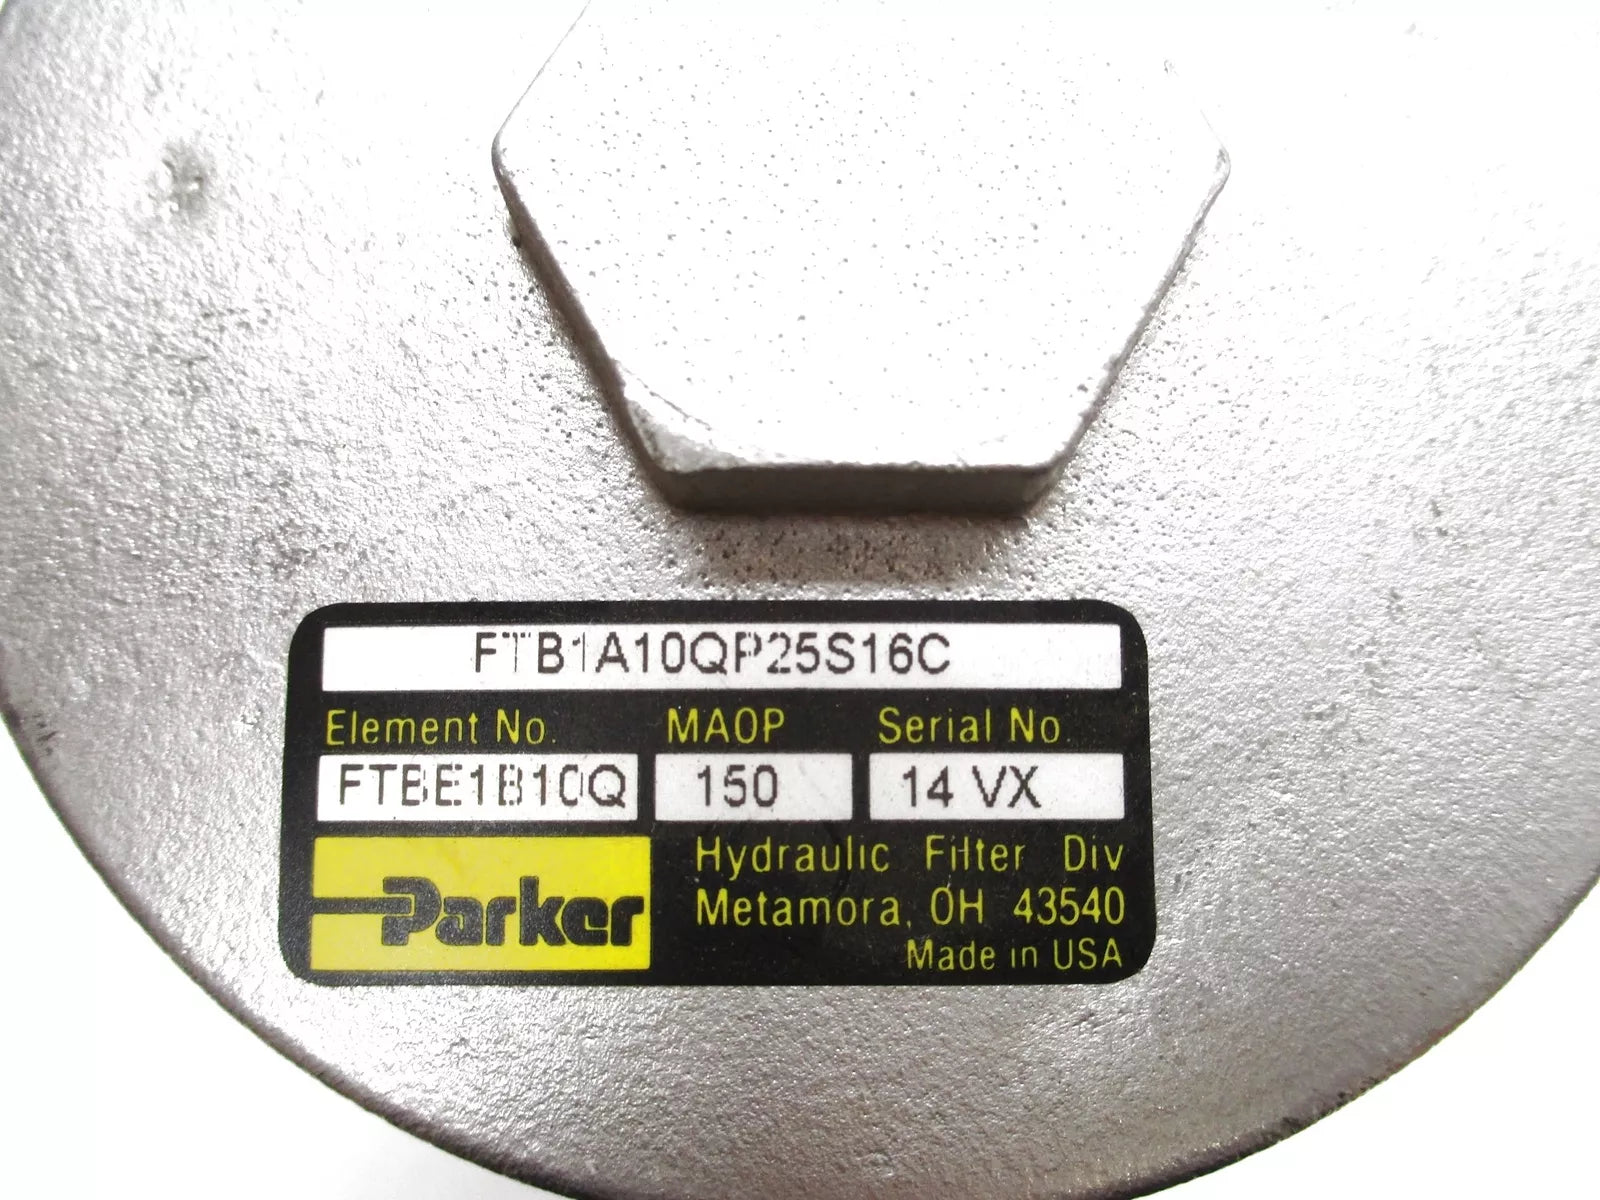 FTB1A10QP25S16C
Element No. MAOP Serial No.
FTBE1B10Q 150 14 VX
Parker
Hydraulic Filter Div
Metamora, OH 43540
Made in USA